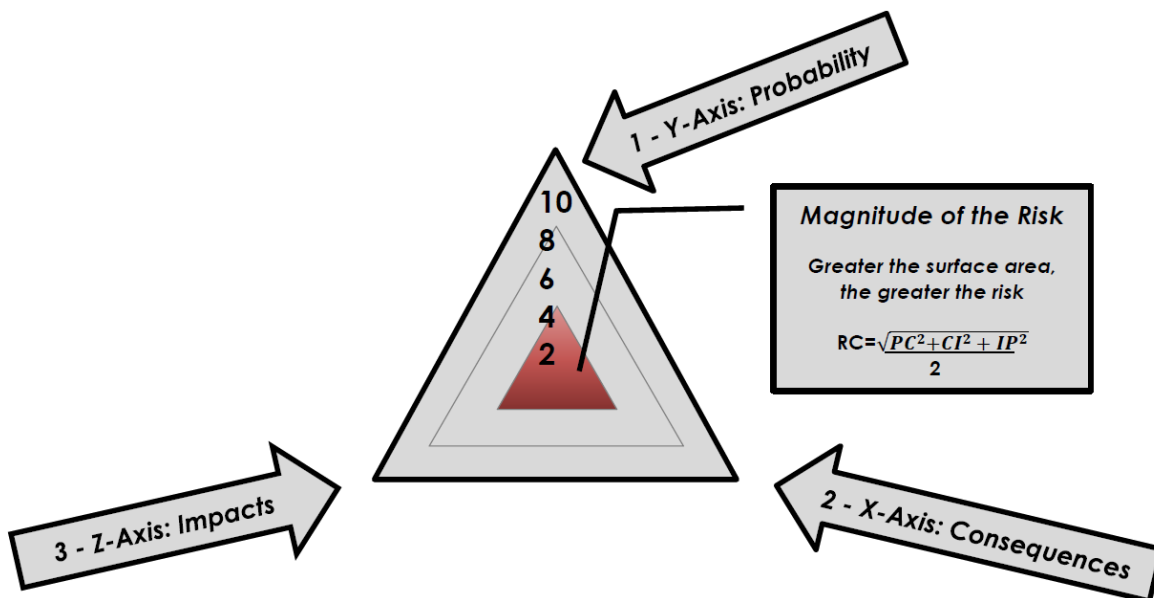 1 - Y-Axis: Probability
10
8
6
4
2
Magnitude of the Risk
Greater the surface area,
the greater the risk
RC=√PC²+CI² + IP²
2
3 - Z-Axis: Impacts
2 - X-Axis: Consequences